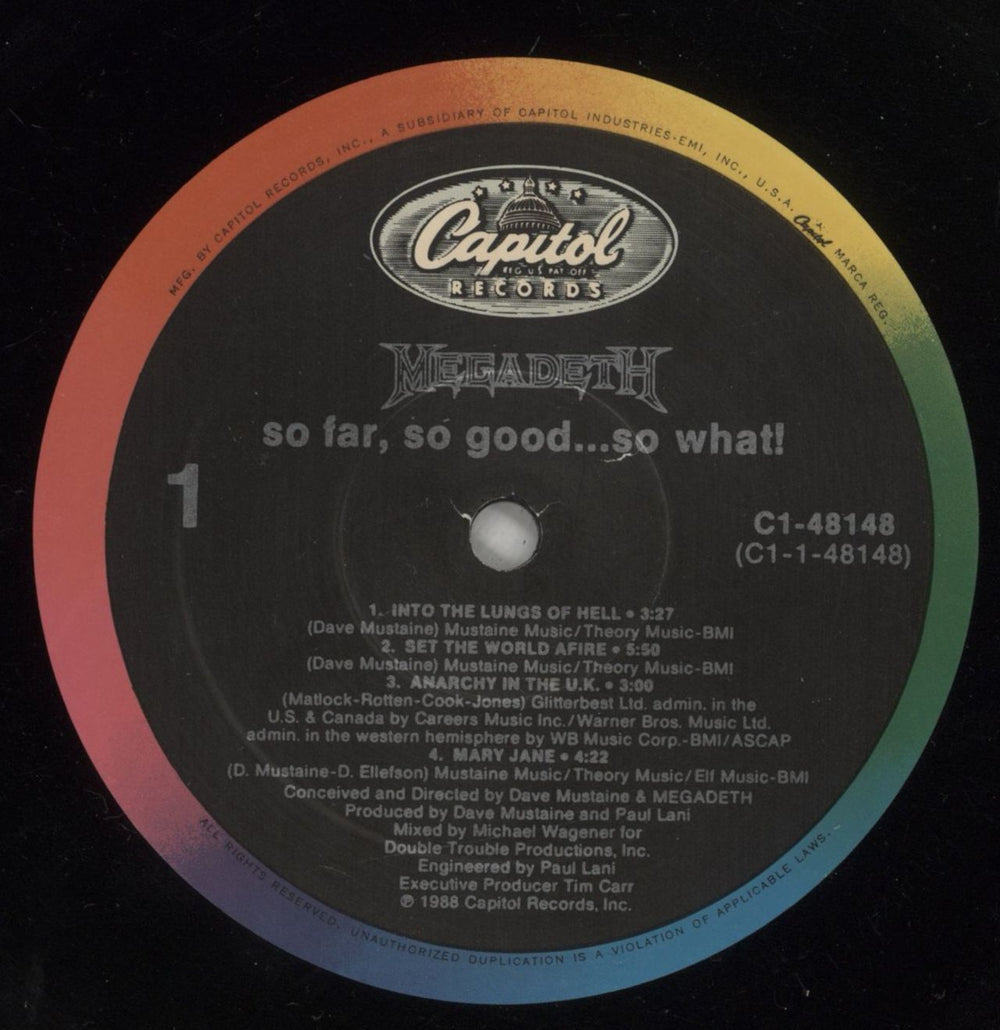 MFG. BY CAPITOL RECORDS, INC., A SUBSIDIARY OF CAPITOL INDUSTRIES-EMI, INC., U.S.A. Capitol MARCA REG.
Capitol
REG. U.S. PAT. OFF.
RECORDS
MEGADETH
so far, so good...so what!
1
C1-48148
(C1-1-48148)
1. INTO THE LUNGS OF HELL • 3:27
(Dave Mustaine) Mustaine Music/Theory Music-BMI
2. SET THE WORLD AFIRE • 5:50
(Dave Mustaine) Mustaine Music/Theory Music-BMI
3. ANARCHY IN THE U.K. • 3:00
(Matlock-Rotten-Cook-Jones) Glitterbest Ltd. admin. in the
U.S. & Canada by Careers Music Inc./Warner Bros. Music Ltd.
admin. in the western hemisphere by WB Music Corp.-BMI/ASCAP
4. MARY JANE • 4:22
(D. Mustaine-D. Ellefson) Mustaine Music/Theory Music/Elf Music-BMI
Conceived and Directed by Dave Mustaine & MEGADETH
Produced by Dave Mustaine and Paul Lani
Mixed by Michael Wagener for
Double Trouble Productions, Inc.
Engineered by Paul Lani
Executive Producer Tim Carr
℗ 1988 Capitol Records, Inc.
ALL RIGHTS RESERVED. UNAUTHORIZED DUPLICATION IS A VIOLATION OF APPLICABLE LAWS.